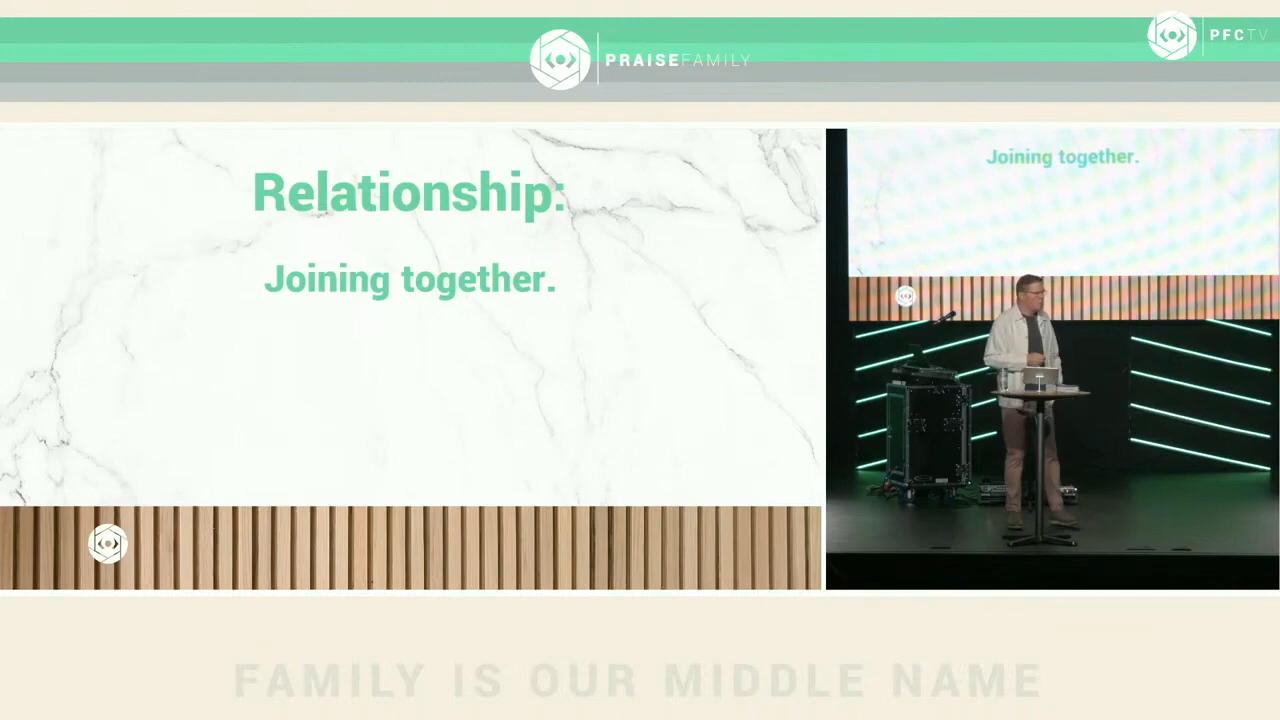 PRAISEFAMILY
PFCTV
Relationship:
Joining together.
Joining together.
FAMILY IS OUR MIDDLE NAME